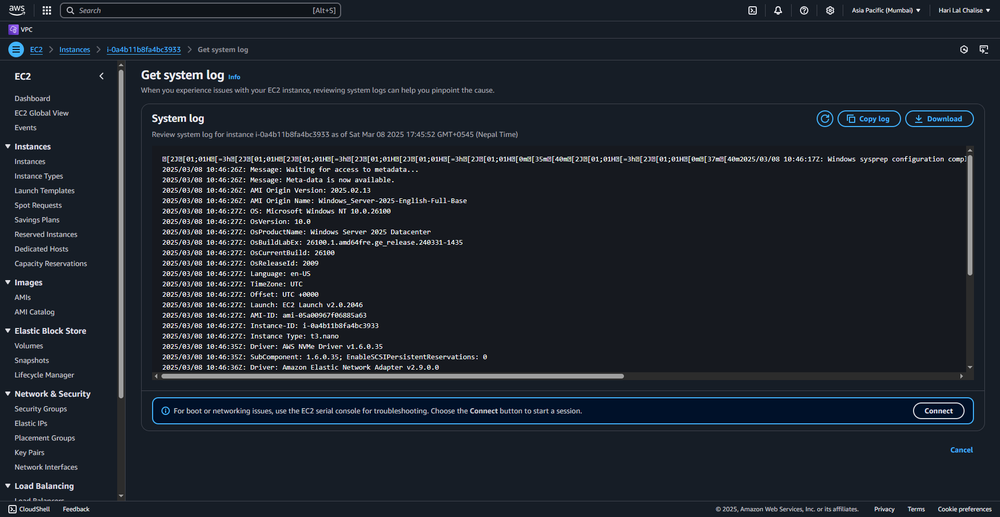 aws
Search [Alt+S]
Asia Pacific (Mumbai) Hari Lal Chalise
VPC
EC2 Instances i-0a4b11b8fa4bc3933 Get system log
EC2
Dashboard
EC2 Global View
Events
Instances
Instances
Instance Types
Launch Templates
Spot Requests
Savings Plans
Reserved Instances
Dedicated Hosts
Capacity Reservations
Images
AMIs
AMI Catalog
Elastic Block Store
Volumes
Snapshots
Lifecycle Manager
Network & Security
Security Groups
Elastic IPs
Placement Groups
Key Pairs
Network Interfaces
Load Balancing
Load Balancers
Get system log Info
When you experience issues with your EC2 instance, reviewing system logs can help you pinpoint the cause.
System log
Copy log
Download
Review system log for instance i-0a4b11b8fa4bc3933 as of Sat Mar 08 2025 17:45:52 GMT+0545 (Nepal Time)
[2J[01;01H[=3h[2J[01;01H[2J[01;01H[=3h[2J[01;01H[2J[01;01H[=3h[2J[01;01H[0m[35m[40m[2J[01;01H[=3h[2J[01;01H[0m[37m[40m2025/03/08 10:46:17Z: Windows sysprep configuration compl
2025/03/08 10:46:26Z: Message: Waiting for access to metadata...
2025/03/08 10:46:26Z: Message: Meta-data is now available.
2025/03/08 10:46:26Z: AMI Origin Version: 2025.02.13
2025/03/08 10:46:26Z: AMI Origin Name: Windows_Server-2025-English-Full-Base
2025/03/08 10:46:27Z: OS: Microsoft Windows NT 10.0.26100
2025/03/08 10:46:27Z: OsVersion: 10.0
2025/03/08 10:46:27Z: OsProductName: Windows Server 2025 Datacenter
2025/03/08 10:46:27Z: OsBuildLabEx: 26100.1.amd64fre.ge_release.240331-1435
2025/03/08 10:46:27Z: OsCurrentBuild: 26100
2025/03/08 10:46:27Z: OsReleaseId: 2009
2025/03/08 10:46:27Z: Language: en-US
2025/03/08 10:46:27Z: TimeZone: UTC
2025/03/08 10:46:27Z: Offset: UTC +0000
2025/03/08 10:46:27Z: Launch: EC2 Launch v2.0.2046
2025/03/08 10:46:27Z: AMI-ID: ami-05a00967f06885a63
2025/03/08 10:46:27Z: Instance-ID: i-0a4b11b8fa4bc3933
2025/03/08 10:46:27Z: Instance Type: t3.nano
2025/03/08 10:46:35Z: Driver: AWS NVMe Driver v1.6.0.35
2025/03/08 10:46:35Z: SubComponent: 1.6.0.35; EnableSCSIPersistentReservations: 0
2025/03/08 10:46:36Z: Driver: Amazon Elastic Network Adapter v2.9.0.0
For boot or networking issues, use the EC2 serial console for troubleshooting. Choose the Connect button to start a session.
Connect
Cancel
CloudShell Feedback
© 2025, Amazon Web Services, Inc. or its affiliates. Privacy Terms Cookie preferences